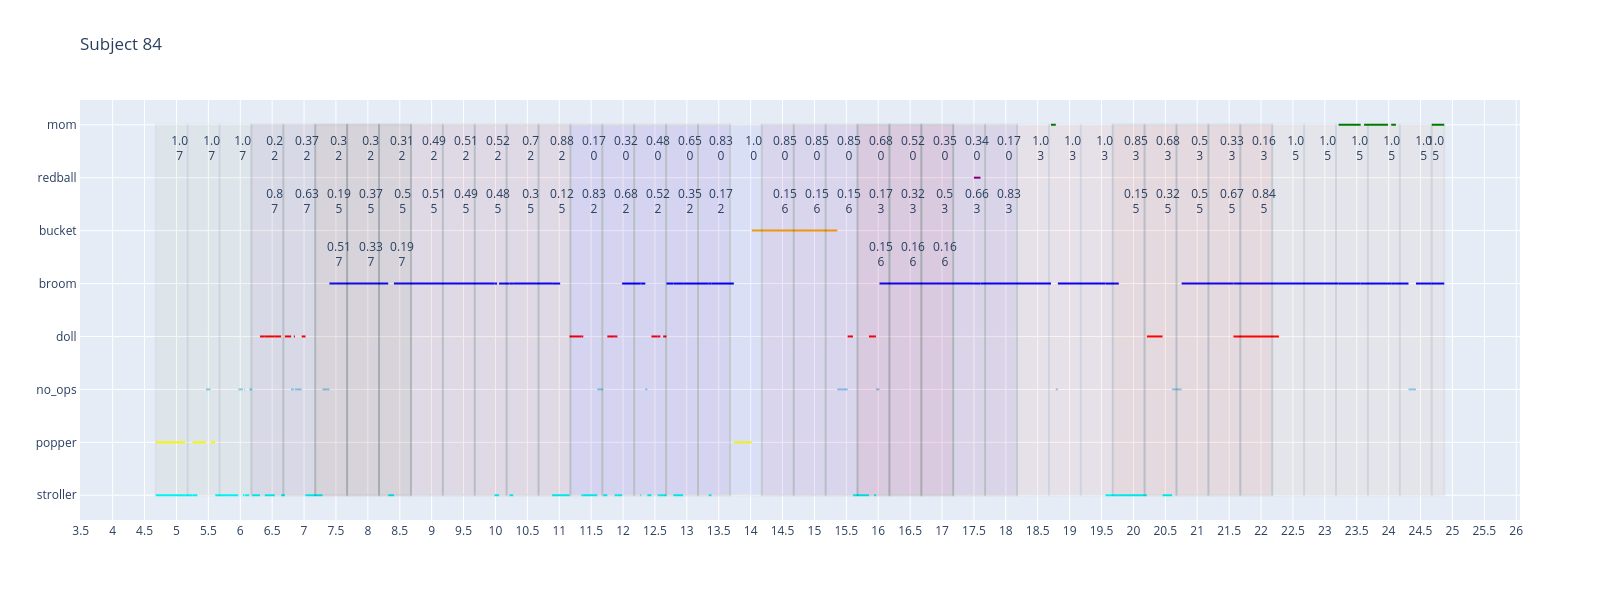 Subject 84
mom
1.0 1.0 1.0 0.2 0.37 0.3 0.3 0.31 0.49 0.51 0.52 0.7 0.88 0.17 0.32 0.48 0.65 0.83 1.0 0.85 0.85 0.85 0.68 0.52 0.35 0.34 0.17 1.0 1.0 1.0 0.83 0.68 0.5 0.33 0.16 1.0 1.0 1.0 1.0 1.0 1.0
7 7 7 2 2 2 2 2 2 2 2 2 2 0 0 0 0 0 0 0 0 0 0 0 0 0 0 3 3 3 3 3 3 3 3 5 5 5 5 5 5
redball
0.8 0.63 0.19 0.37 0.5 0.51 0.49 0.48 0.3 0.12 0.83 0.68 0.52 0.35 0.17 0.15 0.15 0.15 0.17 0.32 0.5 0.66 0.83 0.15 0.32 0.5 0.67 0.84
7 7 5 5 5 5 5 5 5 5 2 2 2 2 2 6 6 6 3 3 3 3 3 5 5 5 5 5
bucket
0.51 0.33 0.19 0.15 0.16 0.16
7 7 7 6 6 6
broom
doll
no_ops
popper
stroller
3.5 4 4.5 5 5.5 6 6.5 7 7.5 8 8.5 9 9.5 10 10.5 11 11.5 12 12.5 13 13.5 14 14.5 15 15.5 16 16.5 17 17.5 18 18.5 19 19.5 20 20.5 21 21.5 22 22.5 23 23.5 24 24.5 25 25.5 26